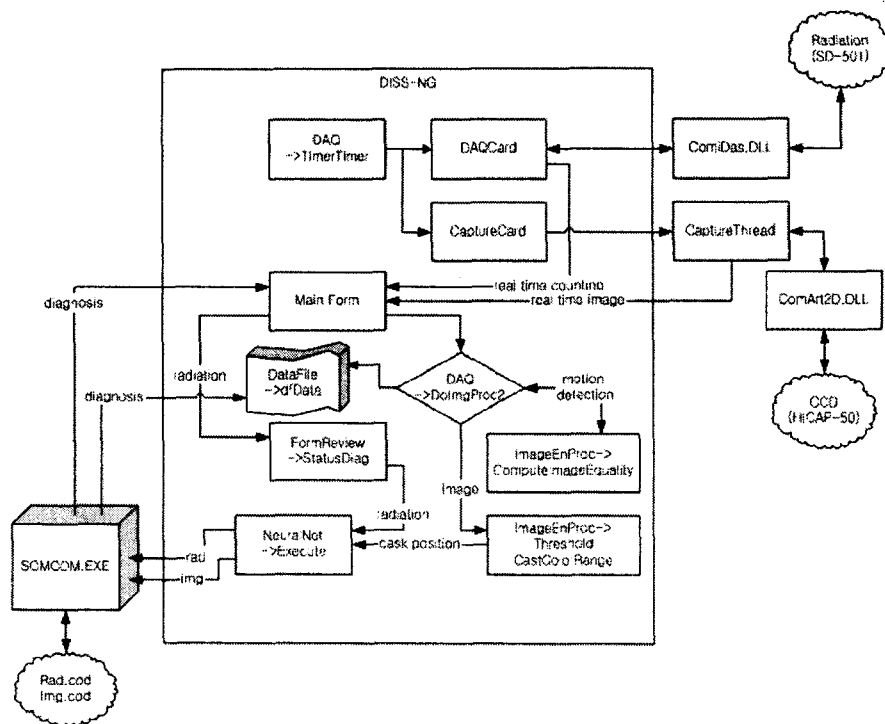 Radiation
(SD-501)
DISS-NG
DAQ
->TimerTimer
DAQCard
ComiDas.DLL
CaptureCard
CaptureThread
real time counting
real time image
diagnosis
Main Form
ComArt2D.DLL
radiation
DataFile
->dfData
DAQ
->DoImgProc2
motion
detection
diagnosis
CCD
(HICAP-50)
FormReview
->StatusDiag
ImageEnProc->
ComputeImageEquality
image
radiation
NeuralNet
->Execute
cask position
ImageEnProc->
Threshold
Range
SOMCOM.EXE
rad
img
Rad.cod
Img.cod